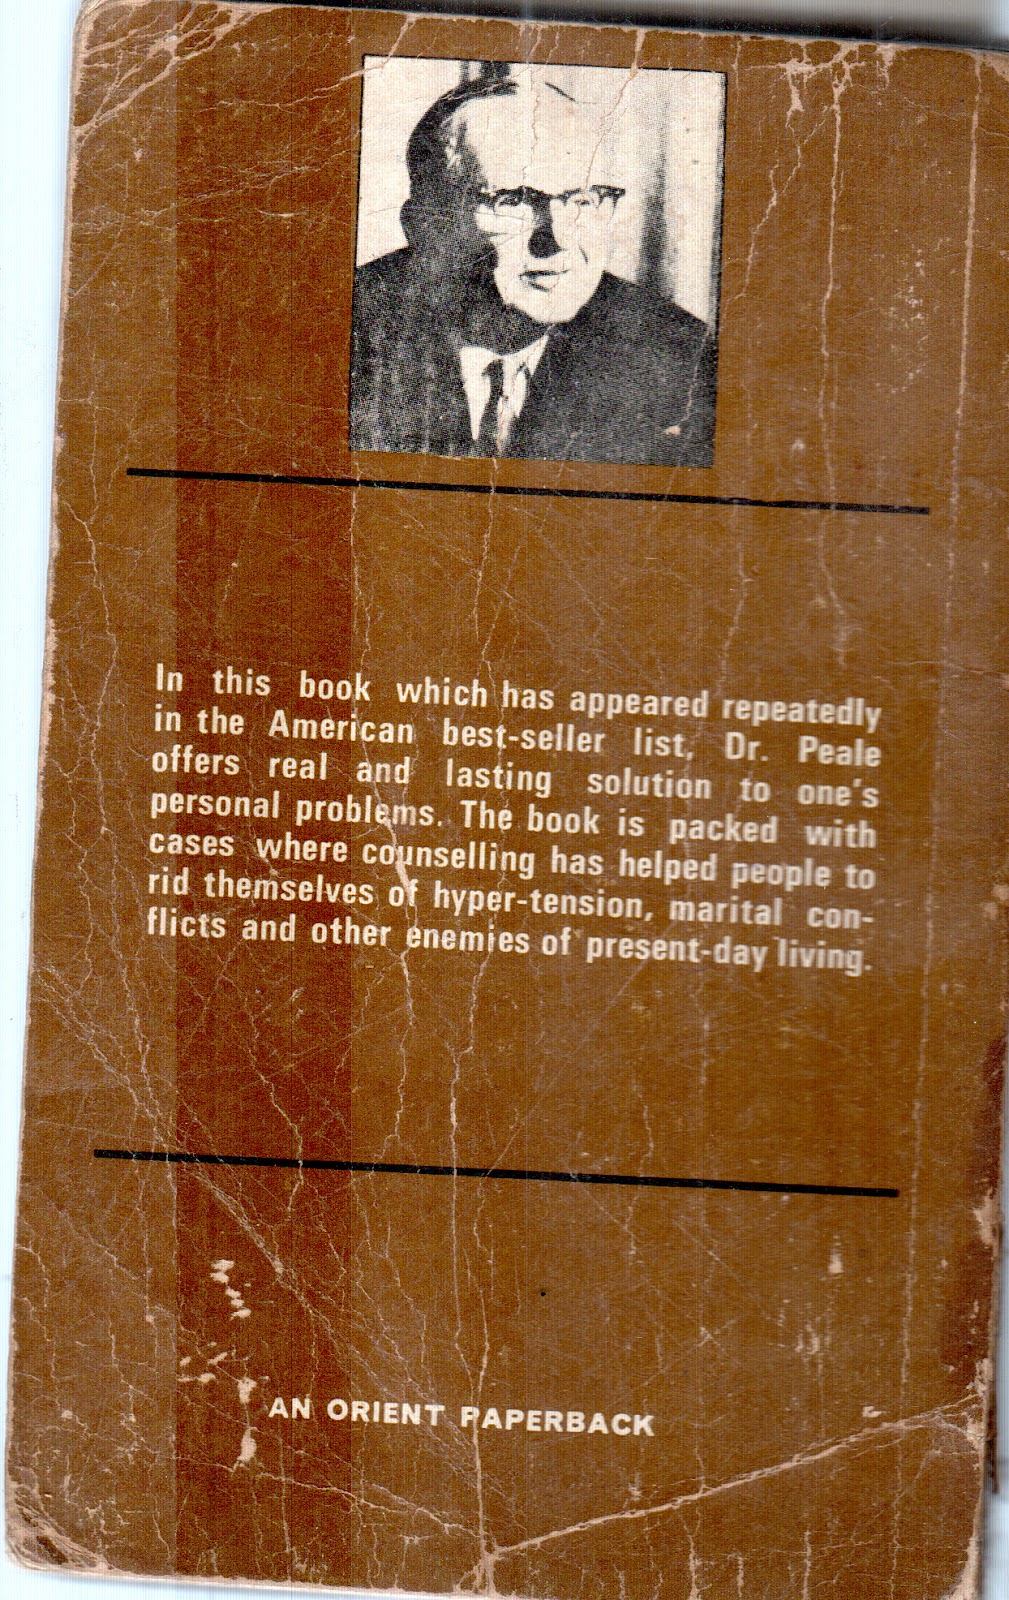 In this book which has appeared repeatedly
in the American best-seller list, Dr. Peale
offers real and lasting solution to one's
personal problems. The book is packed with
cases where counselling has helped people to
rid themselves of hyper-tension, marital con-
flicts and other enemies of present-day living.
AN ORIENT PAPERBACK